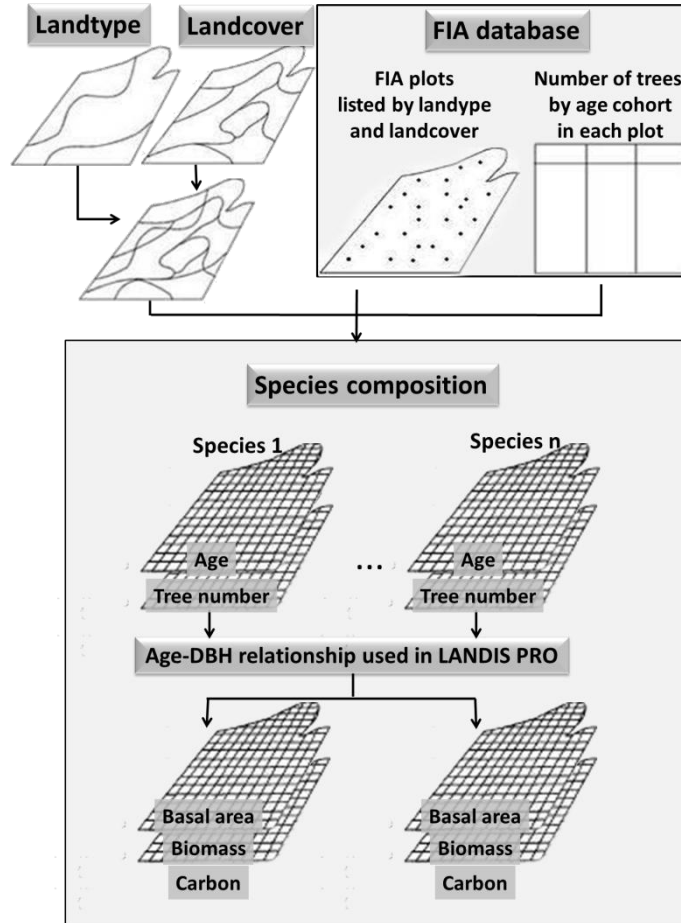 Landtype
Landcover
FIA database
FIA plots
listed by landype
and landcover
Number of trees
by age cohort
in each plot
Species composition
Species 1
Species n
Age
...
Age
Tree number
Tree number
Age-DBH relationship used in LANDIS PRO
Basal area
Basal area
Biomass
Biomass
Carbon
Carbon